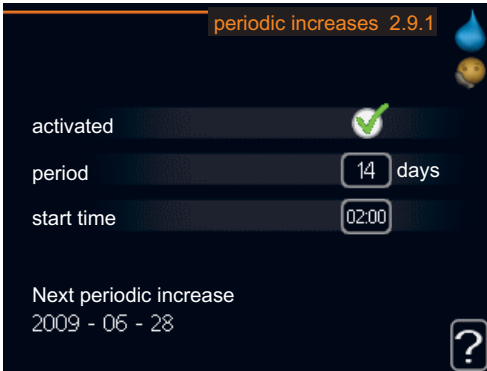 periodic increases 2.9.1
activated
period 14 days
start time 02:00
Next periodic increase
2009 - 06 - 28
?